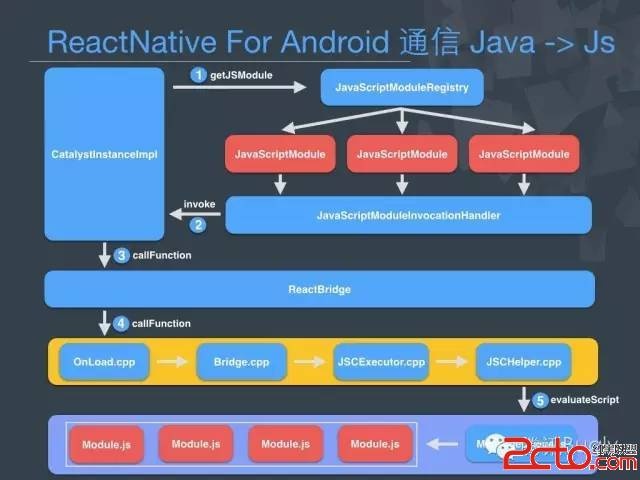 ReactNative For Android 通信 Java -> Js
1 getJSModule
JavaScriptModuleRegistry
CatalystInstanceImpl
JavaScriptModule JavaScriptModule JavaScriptModule
invoke
2
JavaScriptModuleInvocationHandler
3 callFunction
ReactBridge
4 callFunction
OnLoad.cpp Bridge.cpp JSCExecutor.cpp JSCHelper.cpp
5 evaluateScript
Module.js Module.js Module.js Module.js
2cto.com